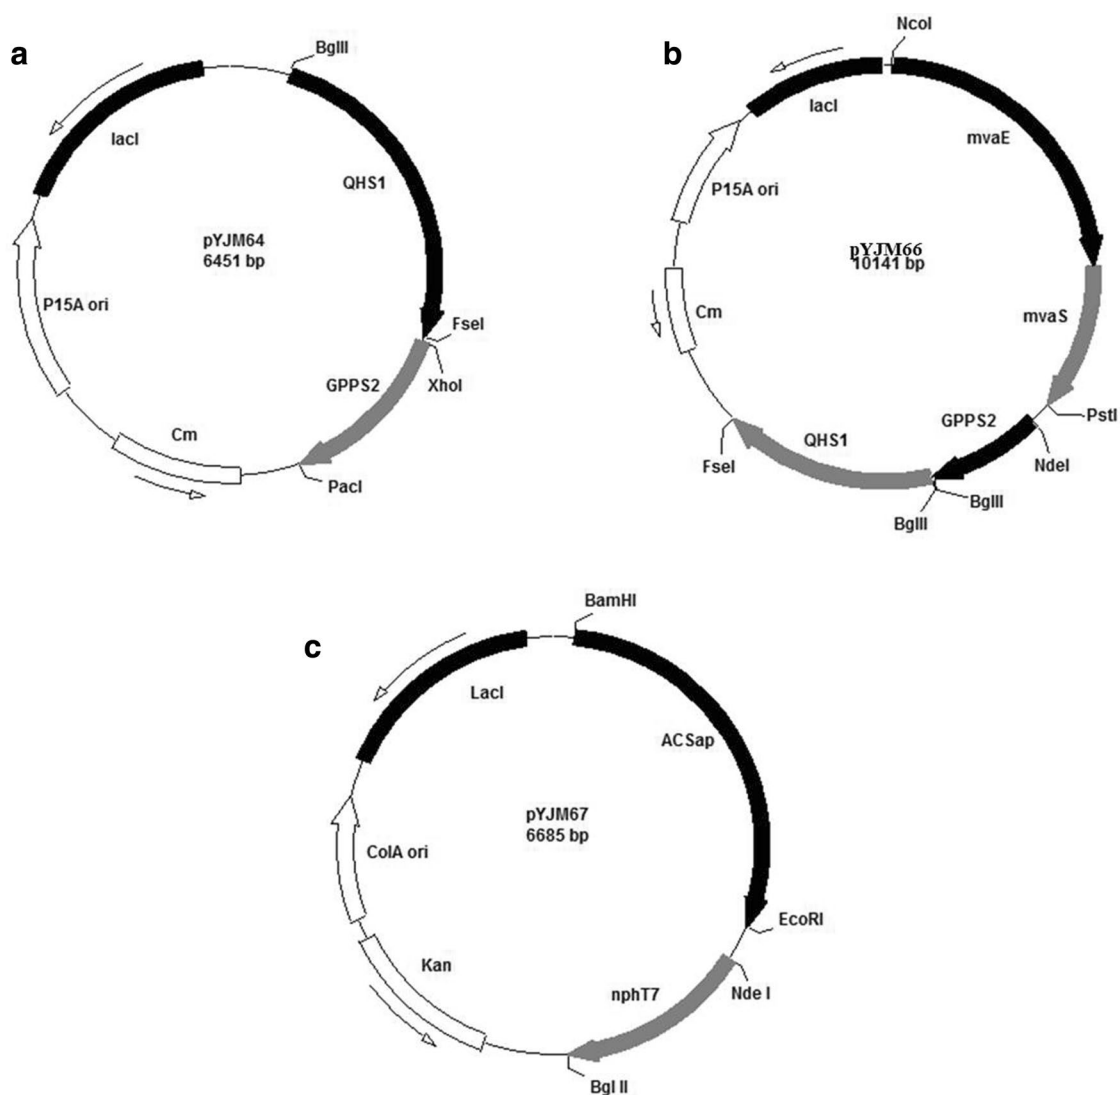 a
BglII
lacI
QHS1
pYJM64
6451 bp
P15A ori
FseI
XhoI
GPPS2
Cm
PacI
b
NcoI
lacI
mvaE
P15A ori
pYJM66
10141 bp
Cm
mvaS
PstI
GPPS2
NdeI
QHS1
FseI
BglII
BglII
c
BamHI
LacI
ACSap
pYJM67
6685 bp
ColA ori
EcoRI
Kan
Nde I
nphT7
Bgl II